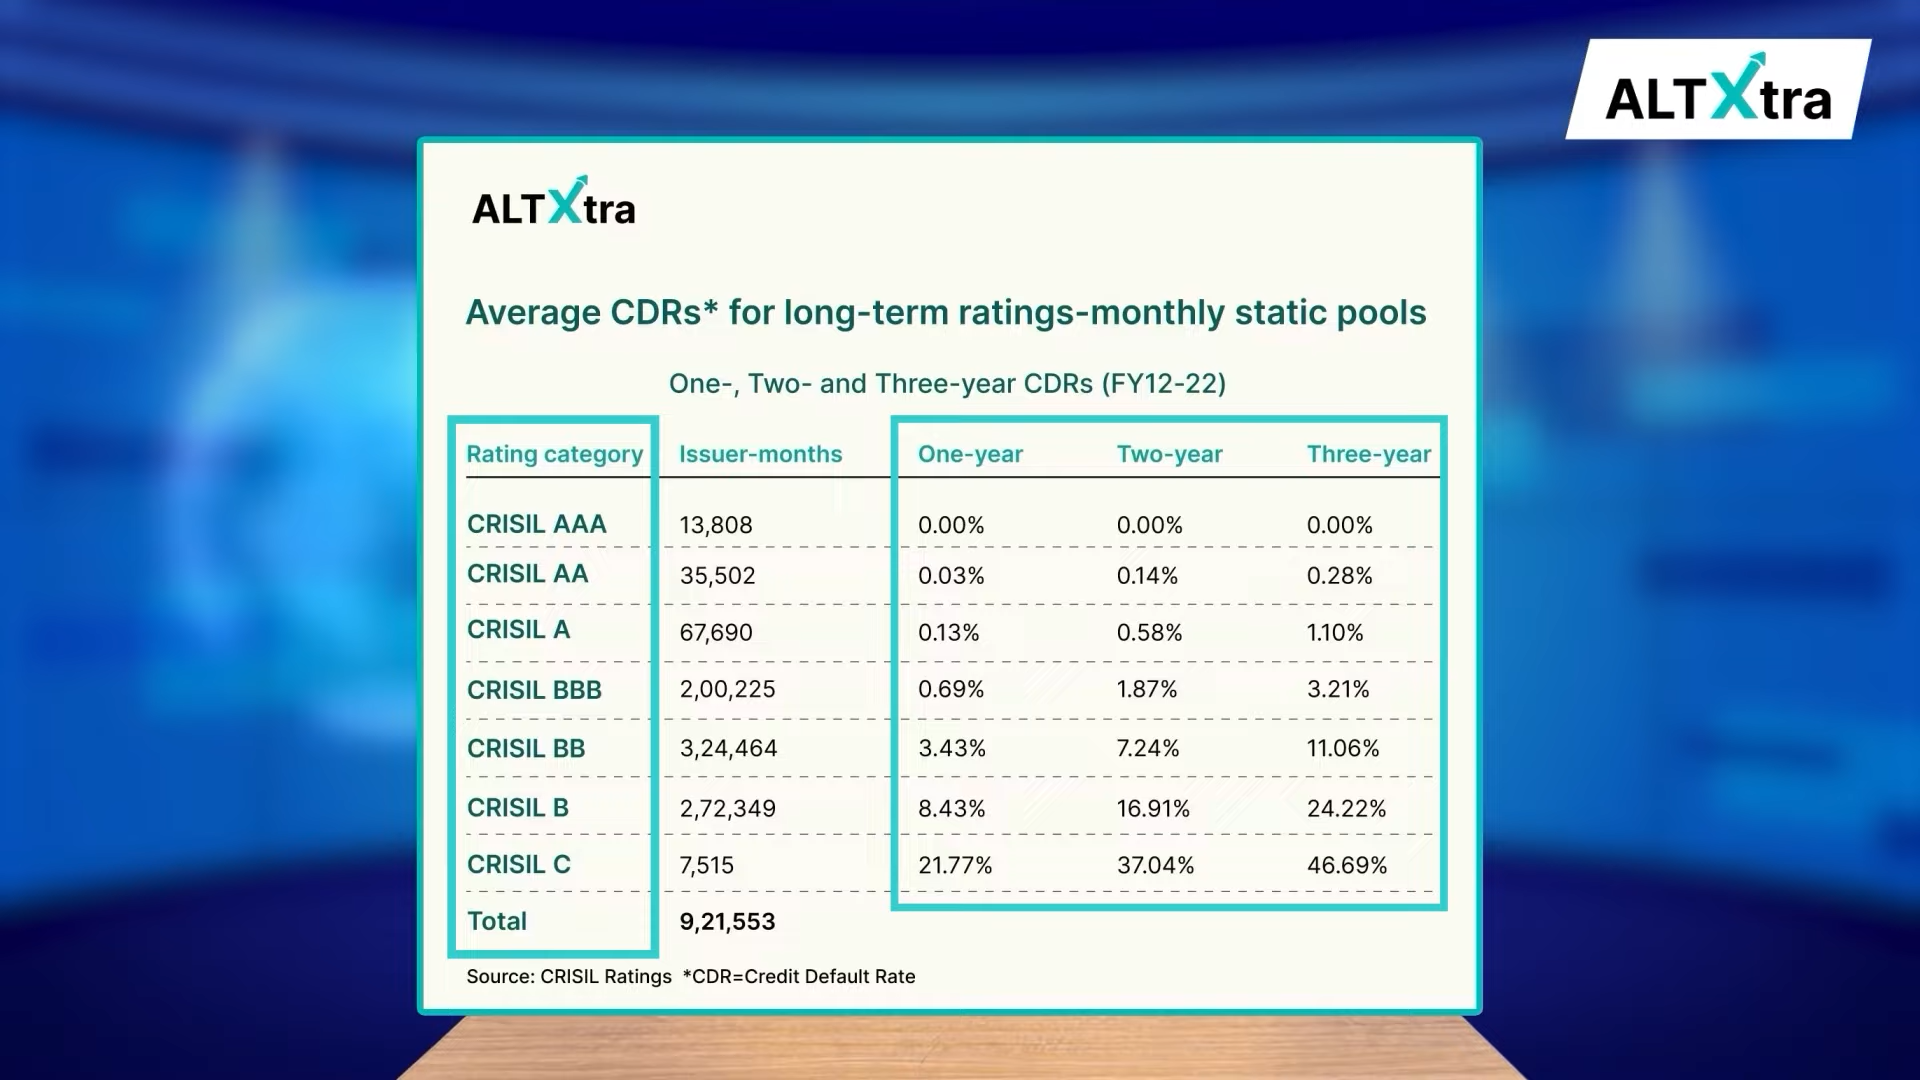 ALTXtra
ALTXtra
Average CDRs* for long-term ratings-monthly static pools
One-, Two- and Three-year CDRs (FY12-22)
Rating category Issuer-months One-year Two-year Three-year
CRISIL AAA 13,808 0.00% 0.00% 0.00%
CRISIL AA 35,502 0.03% 0.14% 0.28%
CRISIL A 67,690 0.13% 0.58% 1.10%
CRISIL BBB 2,00,225 0.69% 1.87% 3.21%
CRISIL BB 3,24,464 3.43% 7.24% 11.06%
CRISIL B 2,72,349 8.43% 16.91% 24.22%
CRISIL C 7,515 21.77% 37.04% 46.69%
Total 9,21,553
Source: CRISIL Ratings *CDR=Credit Default Rate